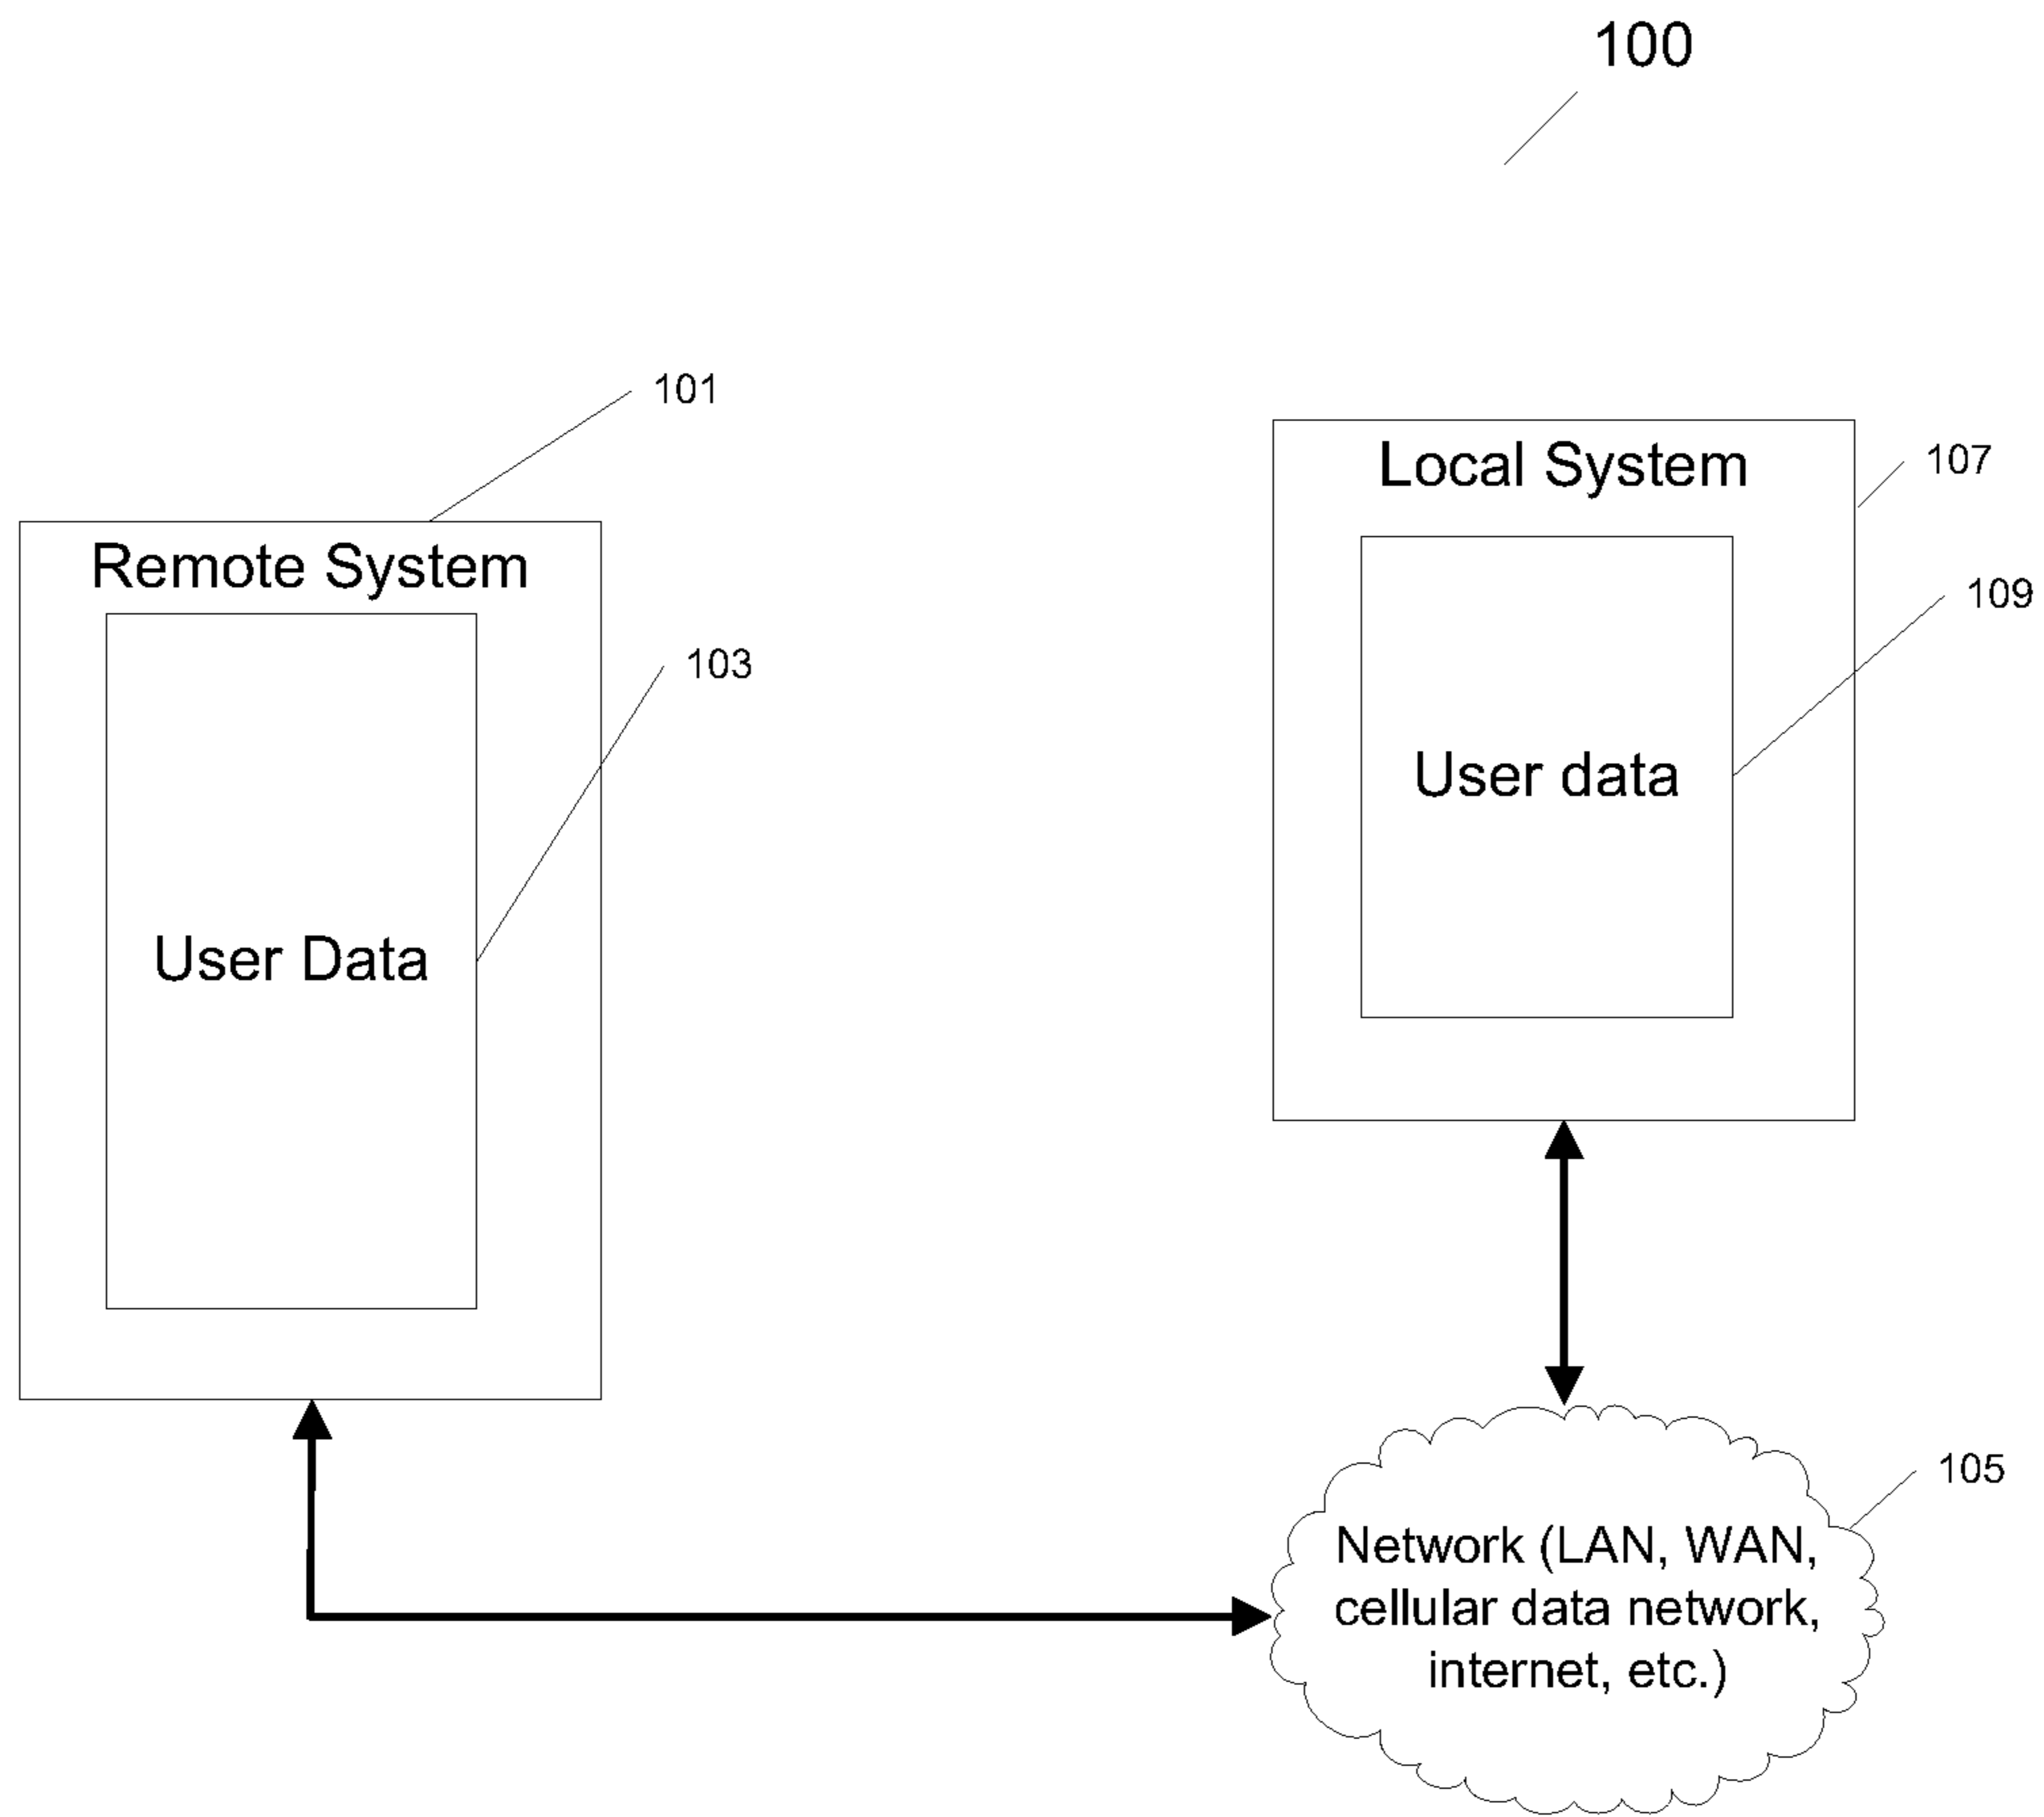 100
101
Remote System
103
User Data
Local System
107
109
User data
105
Network (LAN, WAN,
cellular data network,
internet, etc.)